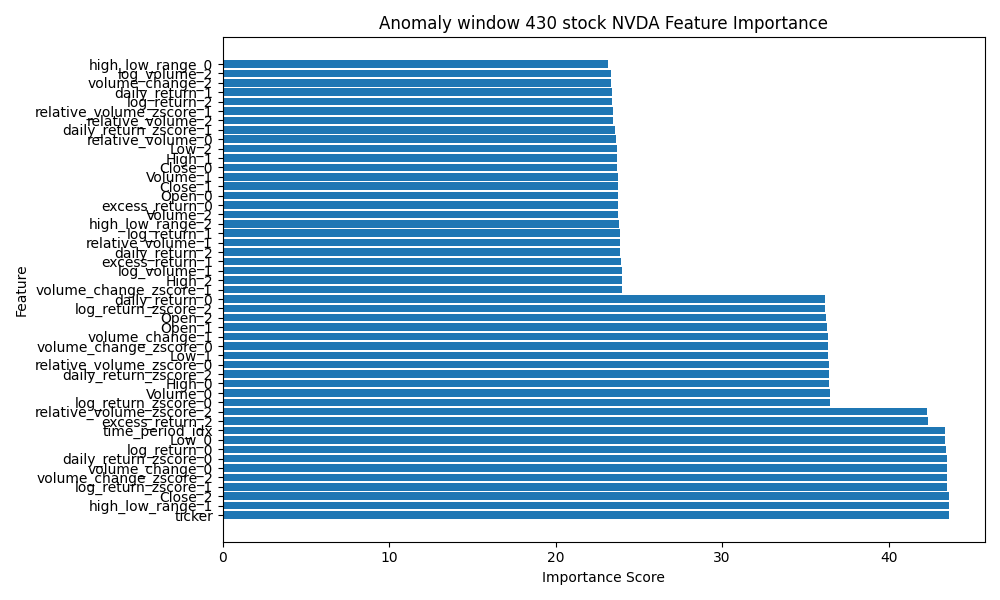 Anomaly window 430 stock NVDA Feature Importance
high_low_range_0
log_volume_2
volume_change_2
daily_return_1
log_return_2
relative_volume_zscore_1
relative_volume_2
daily_return_zscore_1
relative_volume_0
Low_2
High_1
Close_0
Volume_1
Close_1
Open_0
excess_return_0
Volume_2
high_low_range_2
log_return_1
relative_volume_1
daily_return_2
excess_return_1
log_volume_1
High_2
volume_change_zscore_1
daily_return_0
log_return_zscore_2
Open_2
Open_1
volume_change_1
volume_change_zscore_0
Low_1
relative_volume_zscore_0
daily_return_zscore_2
High_0
Volume_0
log_return_zscore_0
relative_volume_zscore_2
excess_return_2
time_period_idx
Low_0
log_return_0
daily_return_zscore_0
volume_change_0
volume_change_zscore_2
log_return_zscore_1
Close_2
high_low_range_1
ticker
Feature
0 10 20 30 40
Importance Score